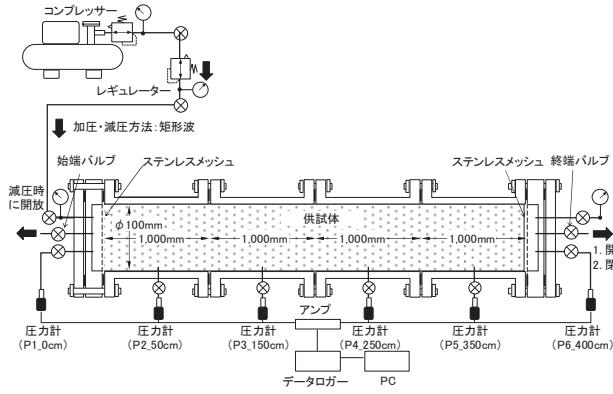 コンプレッサー
レギュレーター
加圧・減圧方法：矩形波
始端バルブ
ステンレスメッシュ
ステンレスメッシュ
終端バルブ
減圧時
に開放
供試体
φ100mm
1,000mm
1,000mm
1,000mm
1,000mm
1. 開
2. 閉
アンプ
圧力計
(P1_0cm)
圧力計
(P2_50cm)
圧力計
(P3_150cm)
圧力計
(P4_250cm)
圧力計
(P5_350cm)
圧力計
(P6_400cm)
データロガー
PC